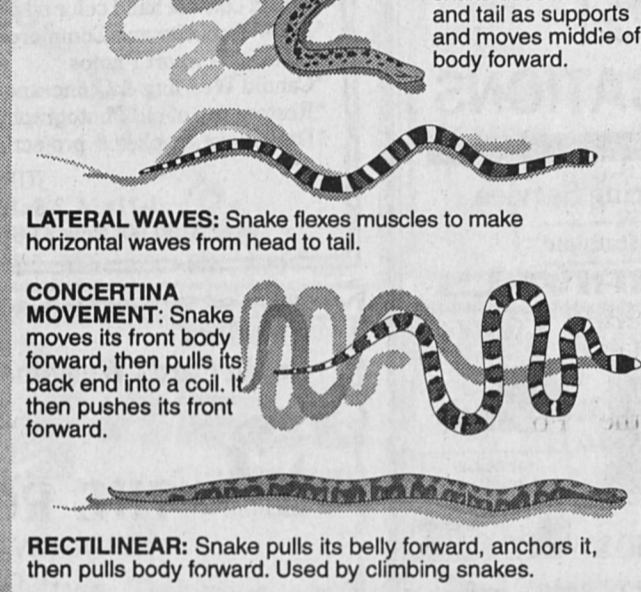 and tail as supports
and moves middle of
body forward.
LATERAL WAVES: Snake flexes muscles to make
horizontal waves from head to tail.
CONCERTINA
MOVEMENT: Snake
moves its front body
forward, then pulls its
back end into a coil. It
then pushes its front
forward.
RECTILINEAR: Snake pulls its belly forward, anchors it,
then pulls body forward. Used by climbing snakes.